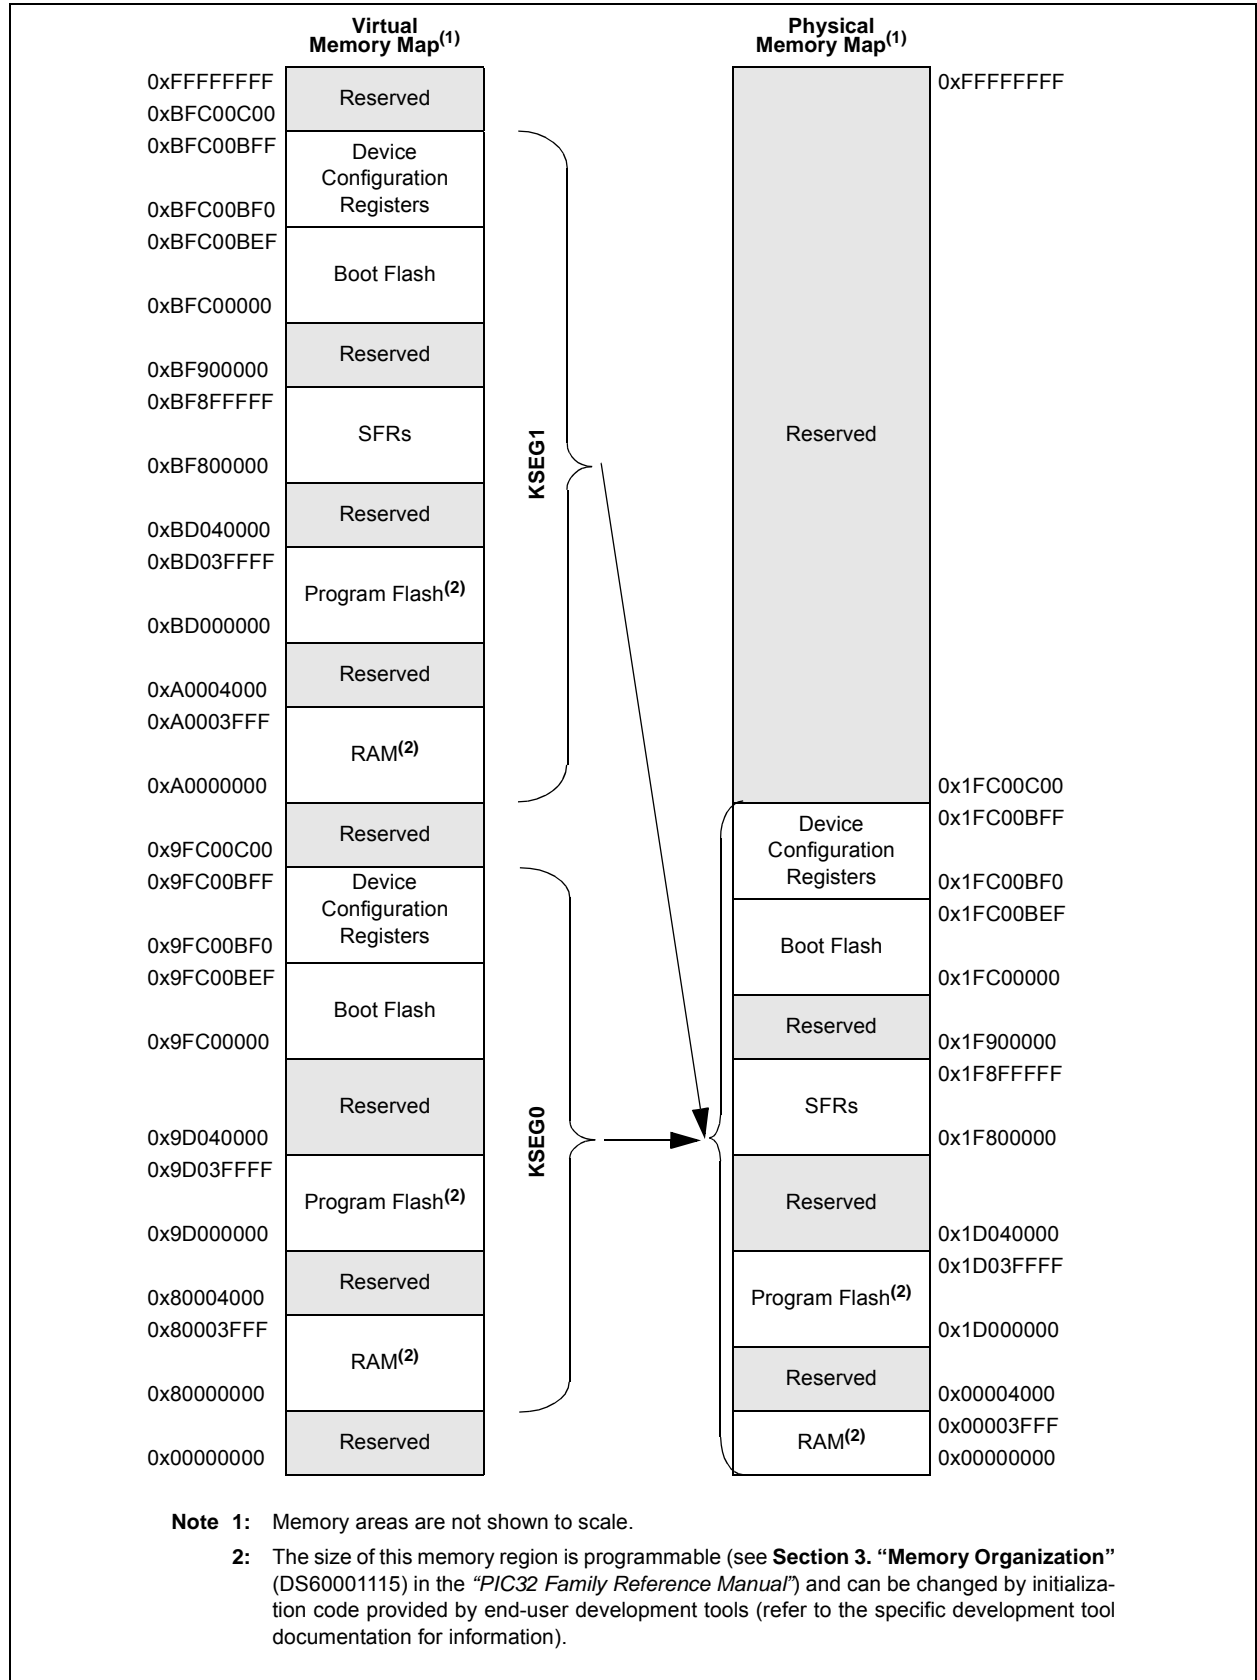 Virtual
Memory Map(1)
Physical
Memory Map(1)
0xFFFFFFFF
Reserved
0xBFC00C00
0xBFC00BFF
Device
Configuration
Registers
0xBFC00BF0
0xBFC00BEF
Boot Flash
0xBFC00000
Reserved
0xBF900000
0xBF8FFFFF
SFRs
0xBF800000
Reserved
0xBD040000
0xBD03FFFF
Program Flash(2)
0xBD000000
Reserved
0xA0004000
0xA0003FFF
RAM(2)
0xA0000000
Reserved
0x9FC00C00
0x9FC00BFF
Device
Configuration
Registers
0x9FC00BF0
0x9FC00BEF
Boot Flash
0x9FC00000
Reserved
0x9D040000
0x9D03FFFF
Program Flash(2)
0x9D000000
Reserved
0x80004000
0x80003FFF
RAM(2)
0x80000000
Reserved
0x00000000
KSEG1
KSEG0
0xFFFFFFFF
Reserved
0x1FC00C00
0x1FC00BFF
Device
Configuration
Registers
0x1FC00BF0
0x1FC00BEF
Boot Flash
0x1FC00000
Reserved
0x1F900000
0x1F8FFFFF
SFRs
0x1F800000
Reserved
0x1D040000
0x1D03FFFF
Program Flash(2)
0x1D000000
Reserved
0x00004000
0x00003FFF
RAM(2)
0x00000000
Note 1: Memory areas are not shown to scale.
2: The size of this memory region is programmable (see Section 3. “Memory Organization”
(DS60001115) in the “PIC32 Family Reference Manual”) and can be changed by initializa-
tion code provided by end-user development tools (refer to the specific development tool
documentation for information).